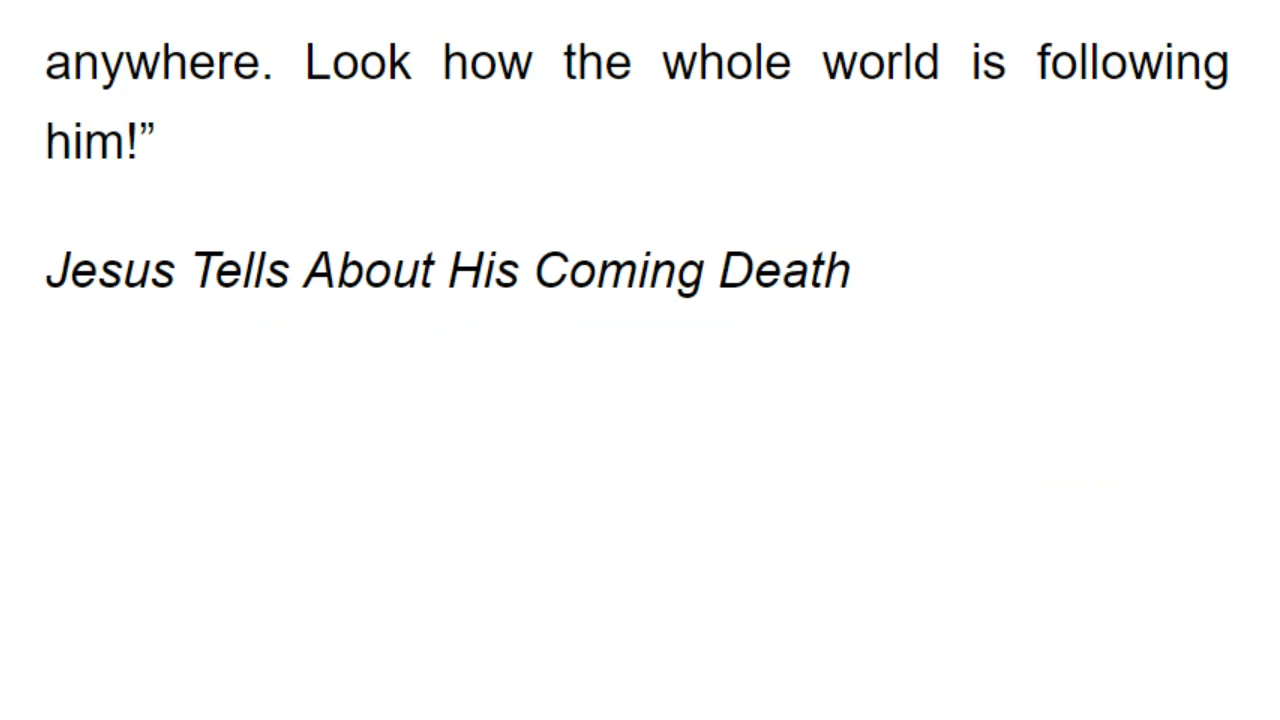 anywhere. Look how the whole world is following
him!”
Jesus Tells About His Coming Death